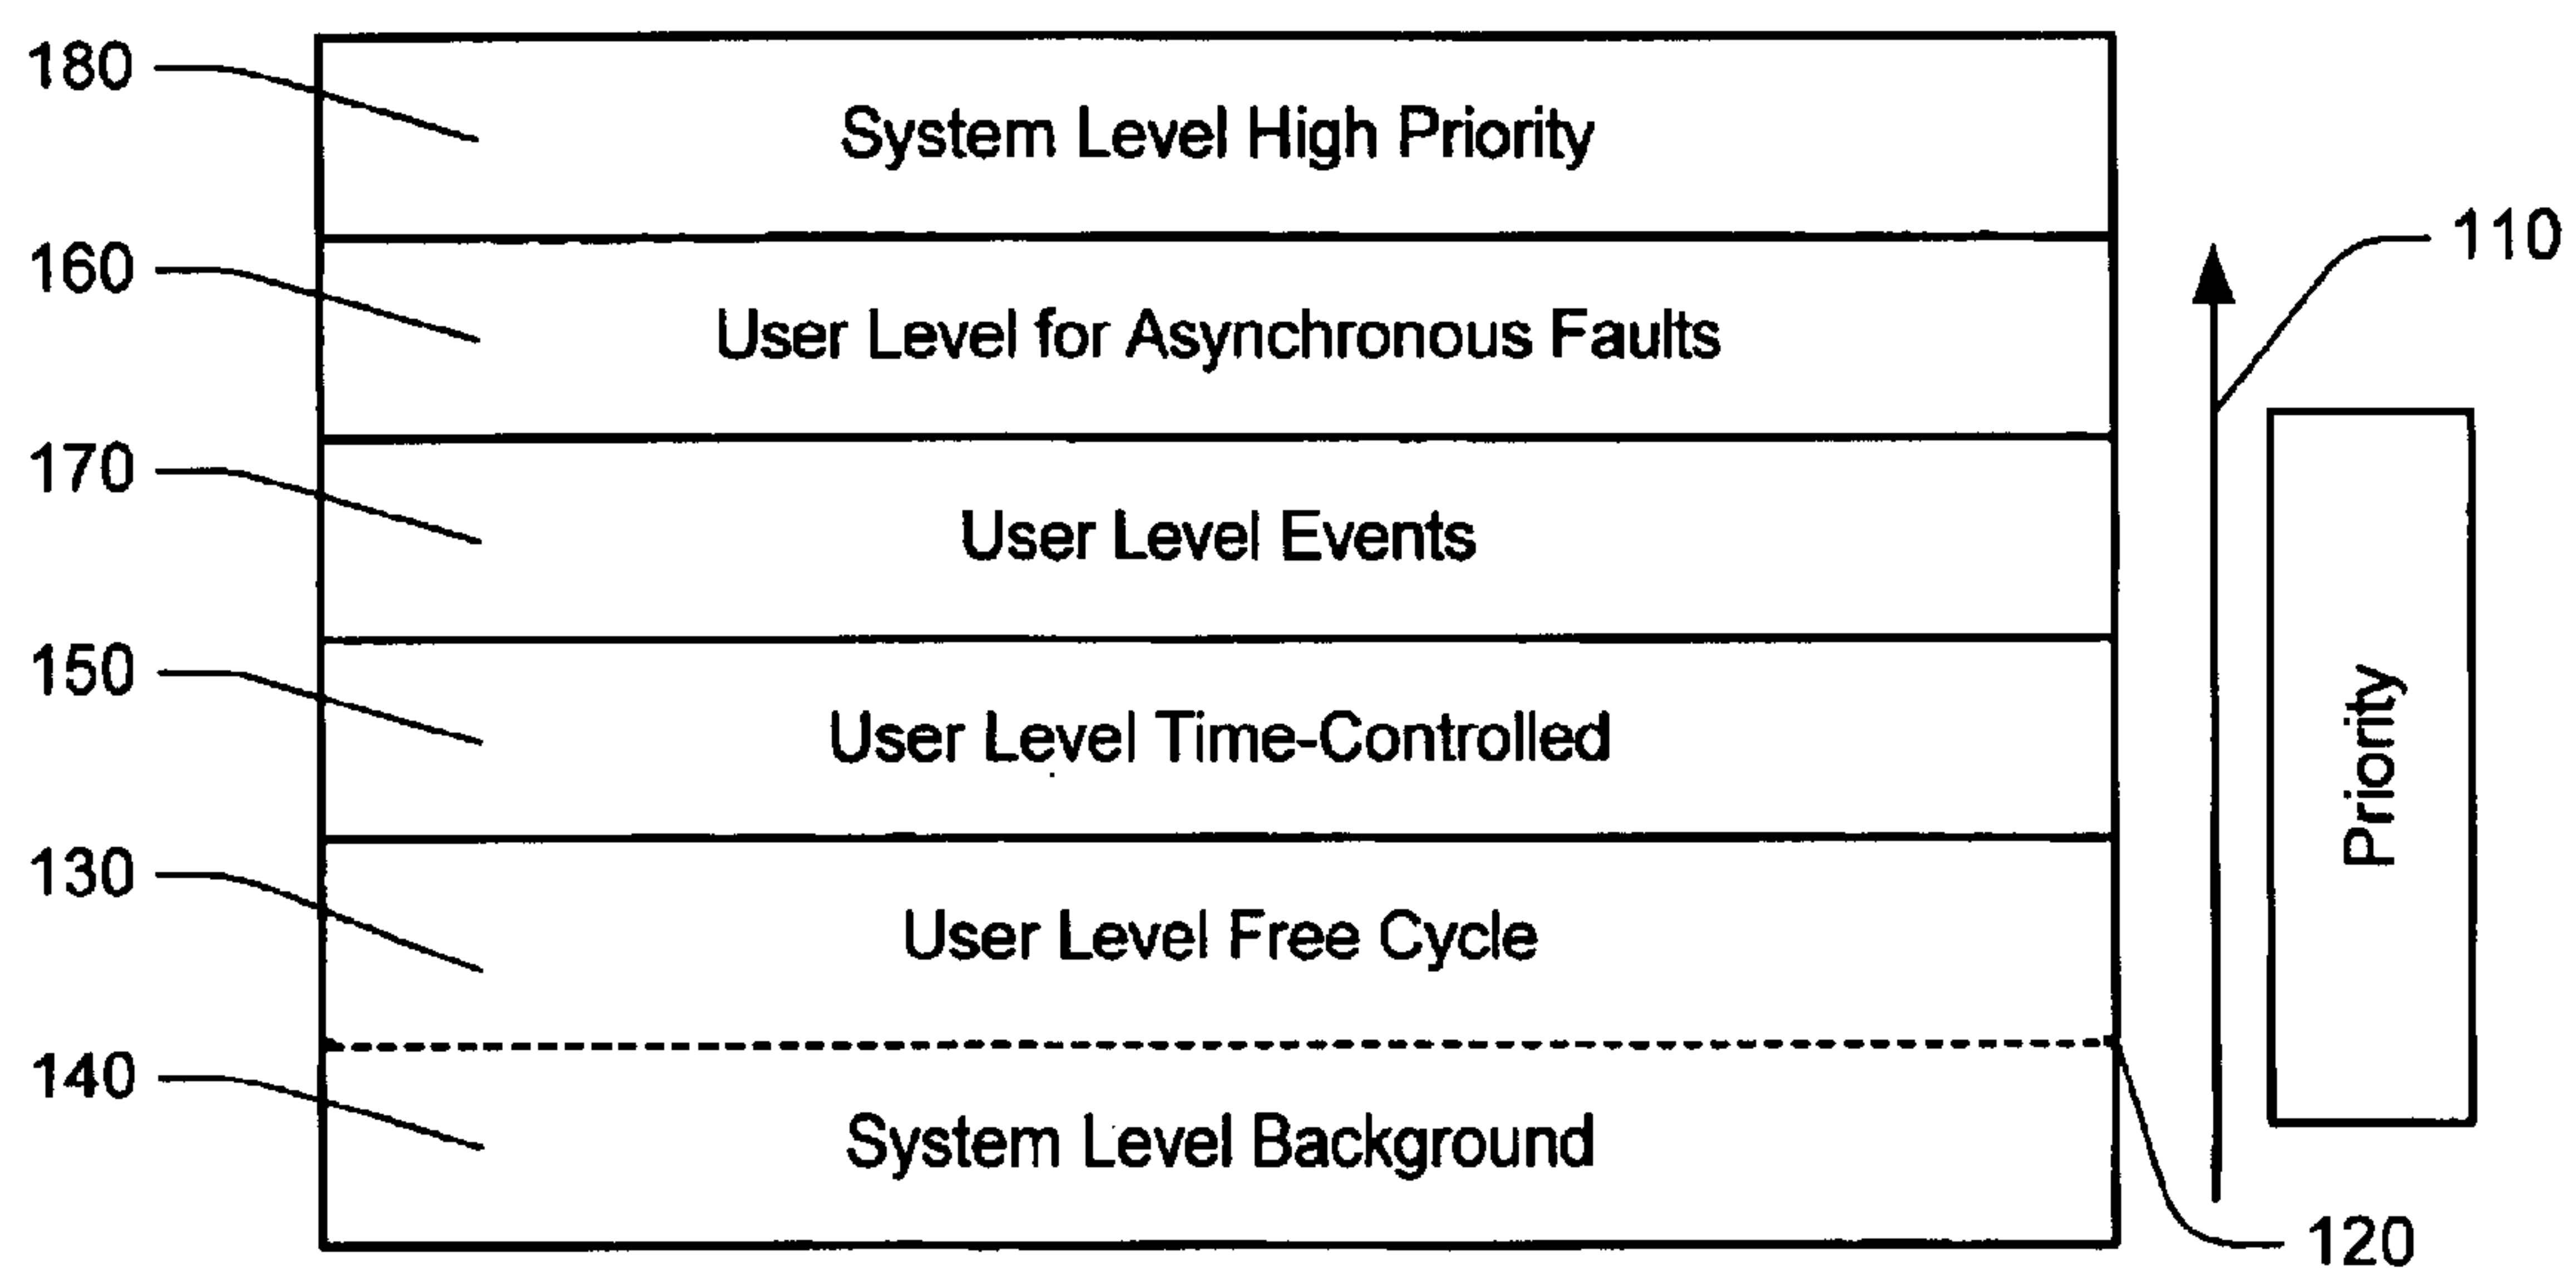 180
System Level High Priority
110
160
User Level for Asynchronous Faults
170
User Level Events
150
User Level Time-Controlled
Priority
130
User Level Free Cycle
140
System Level Background
120